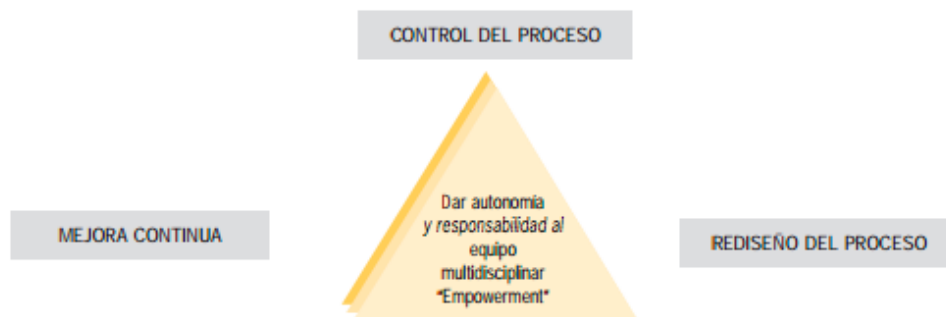 CONTROL DEL PROCESO
Dar autonomía
y responsabilidad al
equipo
multidisciplinar
"Empowerment"
MEJORA CONTINUA
REDISEÑO DEL PROCESO